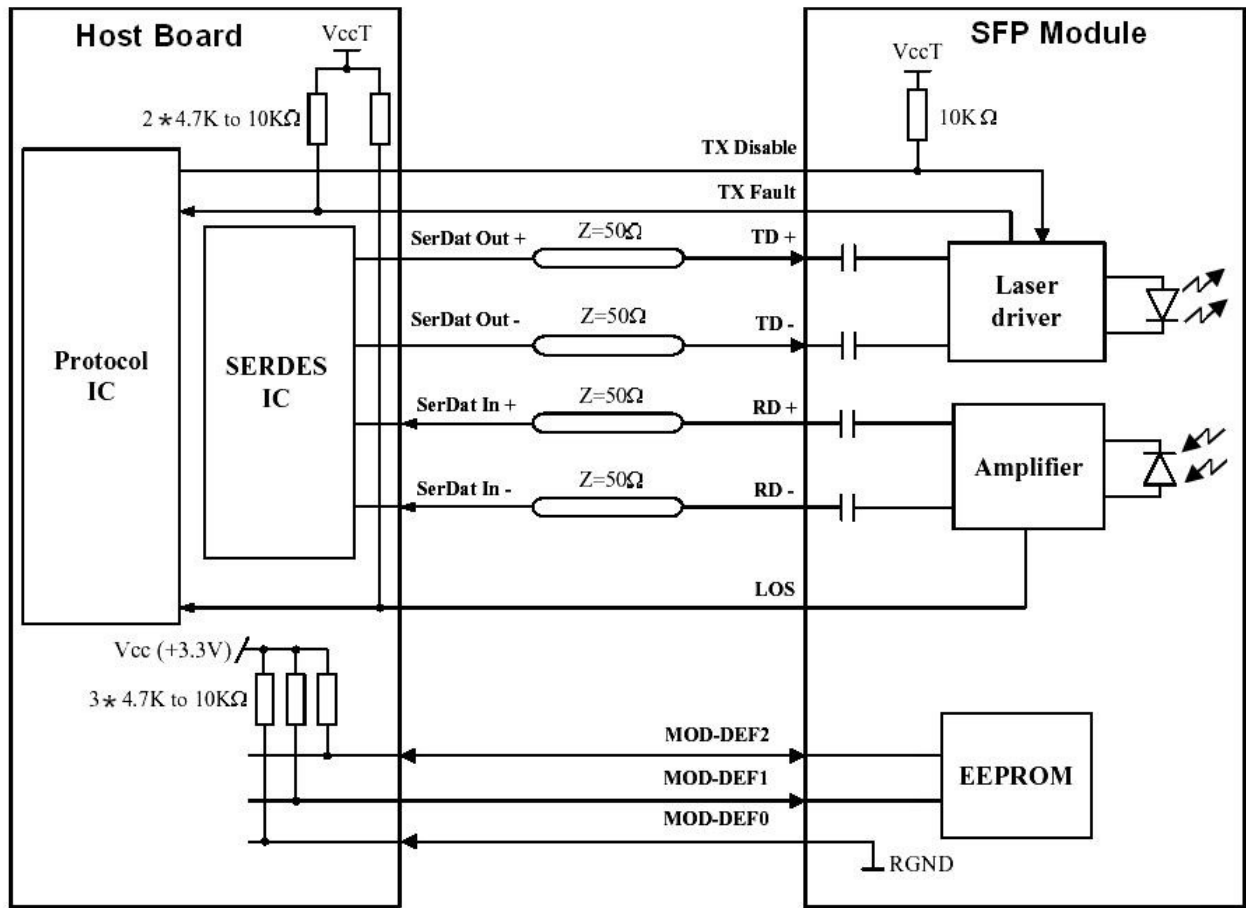 Host Board
SFP Module
VccT
VccT
2*4.7K to 10KΩ
10KΩ
TX Disable
TX Fault
SerDat Out +
Z=50Ω
TD +
Laser
driver
SerDat Out -
Z=50Ω
TD -
Protocol
IC
SERDES
IC
SerDat In +
Z=50Ω
RD +
Amplifier
SerDat In -
Z=50Ω
RD -
LOS
Vcc (+3.3V)
3*4.7K to 10KΩ
MOD-DEF2
EEPROM
MOD-DEF1
MOD-DEF0
RGND